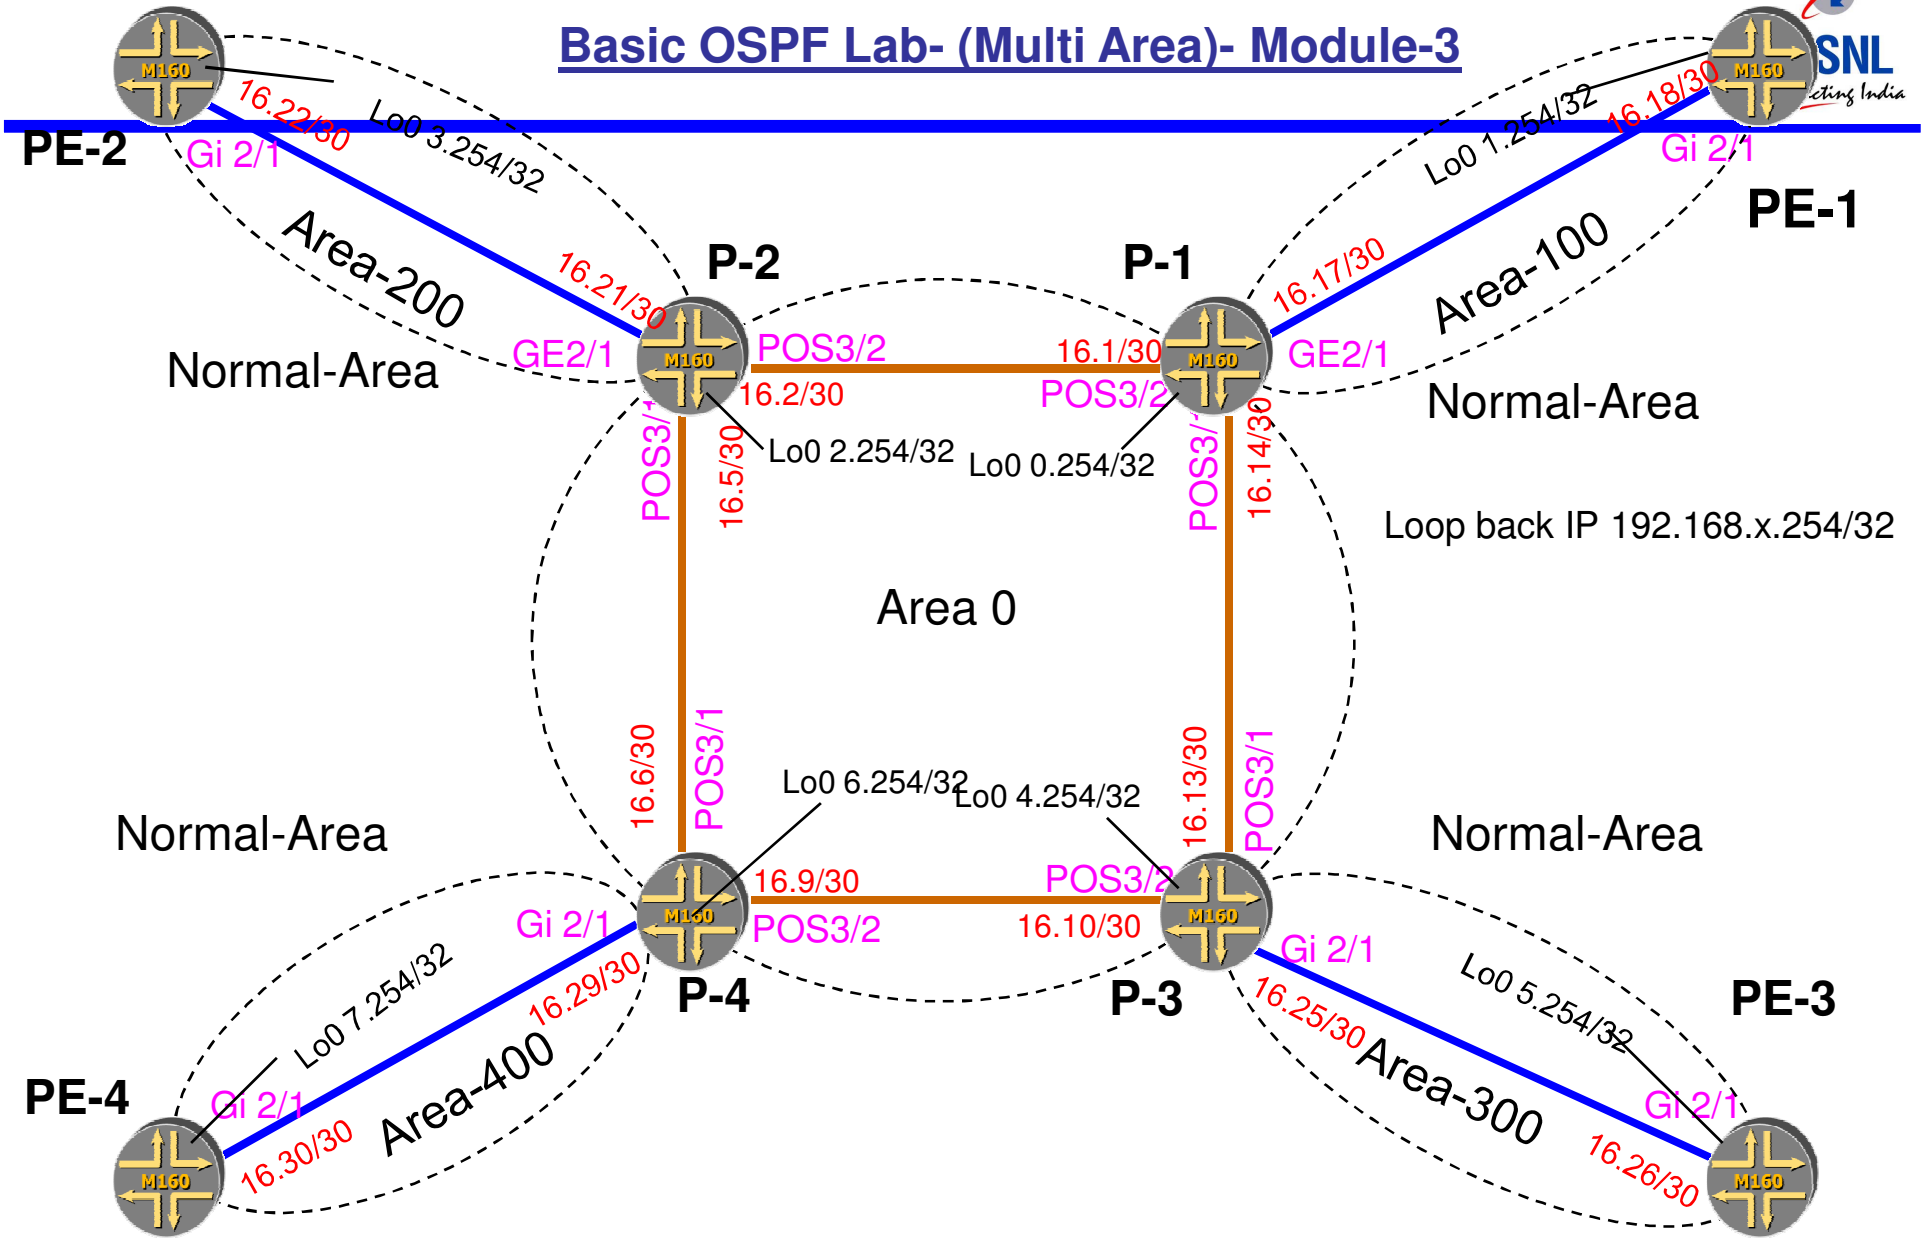 Basic OSPF Lab- (Multi Area)- Module-3
SNL
cting India
M160
M160
16.22/30
Lo0 3.254/32
Lo0 1.254/32
16.18/30
PE-2
Gi 2/1
Gi 2/1
PE-1
Area-200
16.21/30
P-2
P-1
16.17/30
Area-100
Normal-Area
GE2/1
M160
POS3/2
16.1/30
M160
GE2/1
16.2/30
POS3/2
Normal-Area
POS3/
16.5/30
Lo0 2.254/32
Lo0 0.254/32
POS3/
16.14/30
Loop back IP 192.168.x.254/32
Area 0
16.6/30
POS3/1
Lo0 6.254/32
Lo0 4.254/32
16.13/30
POS3/1
Normal-Area
Normal-Area
16.9/30
POS3/2
Gi 2/1
M160
POS3/2
16.10/30
M160
Gi 2/1
Lo0 7.254/32
16.29/30
P-4
P-3
16.25/30
Lo0 5.254/32
PE-3
PE-4
Gi 2/1
Area-400
Area-300
Gi 2/1
16.30/30
16.26/30
M160
M160